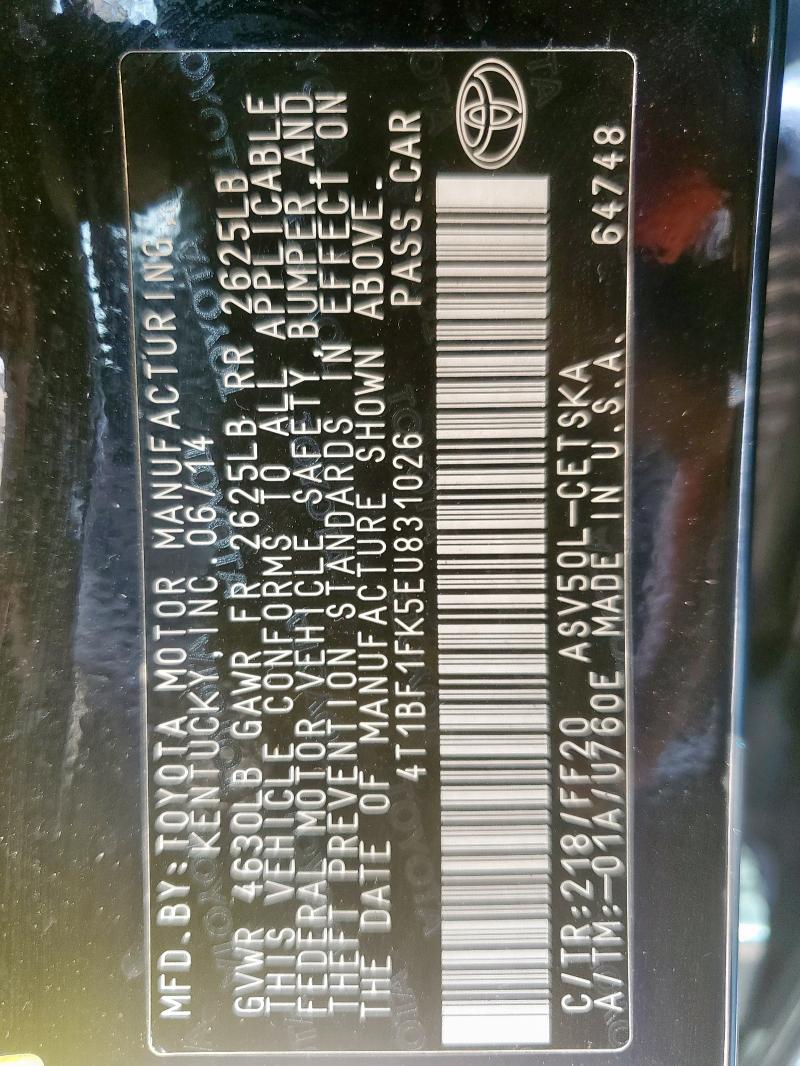 MFD.BY:TOYOTA MOTOR MANUFACTURING,
KENTUCKY,INC. 06/14
GVWR 4630LB GAWR FR 2625LB RR 2625LB
THIS VEHICLE CONFORMS TO ALL APPLICABLE
FEDERAL MOTOR VEHICLE SAFETY,BUMPER AND
THEFT PREVENTION STANDARDS IN EFFECT ON
THE DATE OF MANUFACTURE SHOWN ABOVE.
4T1BF1FK5EU831026 PASS.CAR
C/TR:218/FF20 ASV50L-CETSKA 64748
A/TM:-01A/U760E MADE IN U.S.A.